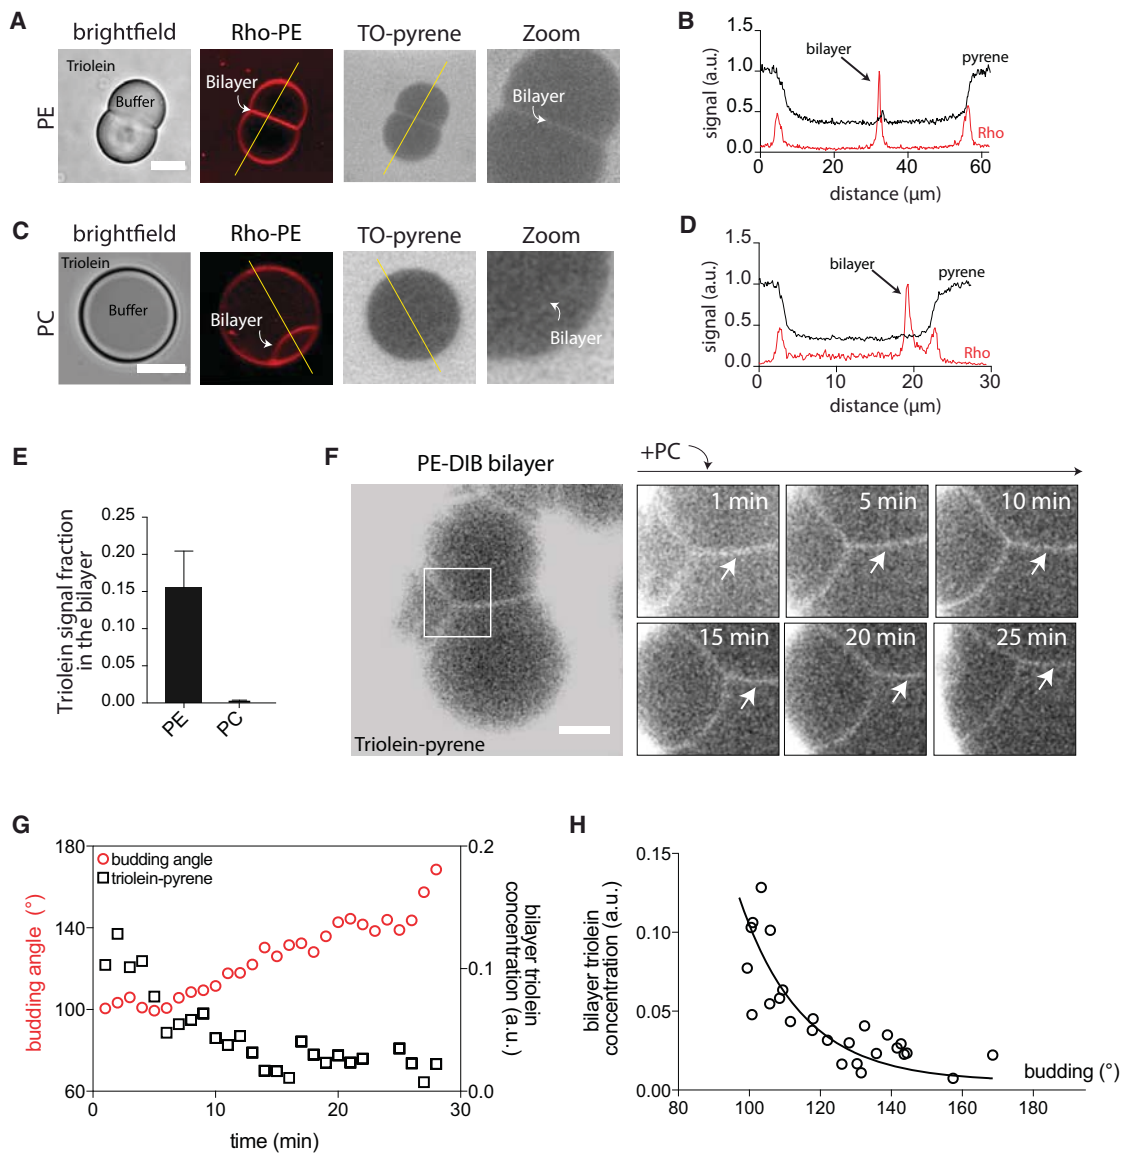 A
brightfield
Rho-PE
TO-pyrene
Zoom
PE
Triolein
Buffer
Bilayer
Bilayer
B
signal (a.u.)
1.5
1.0
0.5
0.0
bilayer
pyrene
Rho
0
20
40
60
distance (µm)
C
brightfield
Rho-PE
TO-pyrene
Zoom
PC
Triolein
Buffer
Bilayer
Bilayer
D
signal (a.u.)
1.5
1.0
0.5
0.0
bilayer
pyrene
Rho
0
10
20
30
distance (µm)
E
Triolein signal fraction
in the bilayer
0.25
0.20
0.15
0.10
0.05
0.00
PE
PC
F
PE-DIB bilayer
Triolein-pyrene
+PC
1 min
5 min
10 min
15 min
20 min
25 min
G
budding angle (°)
180
140
100
60
budding angle
triolein-pyrene
0.2
0.1
0.0
bilayer triolein
concentration (a.u.)
0
10
20
30
time (min)
H
bilayer triolein
concentration (a.u.)
0.15
0.10
0.05
0.00
80
100
120
140
160
180
budding (°)